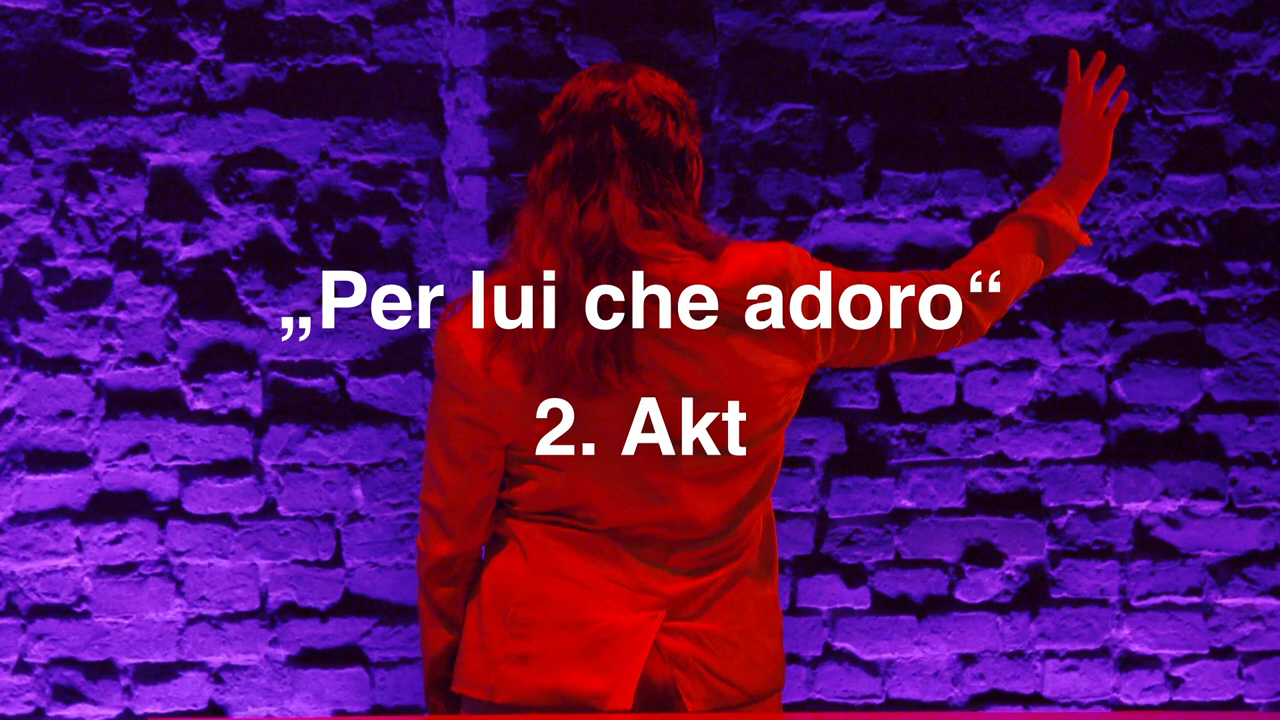 „Per lui che adoro“
2. Akt